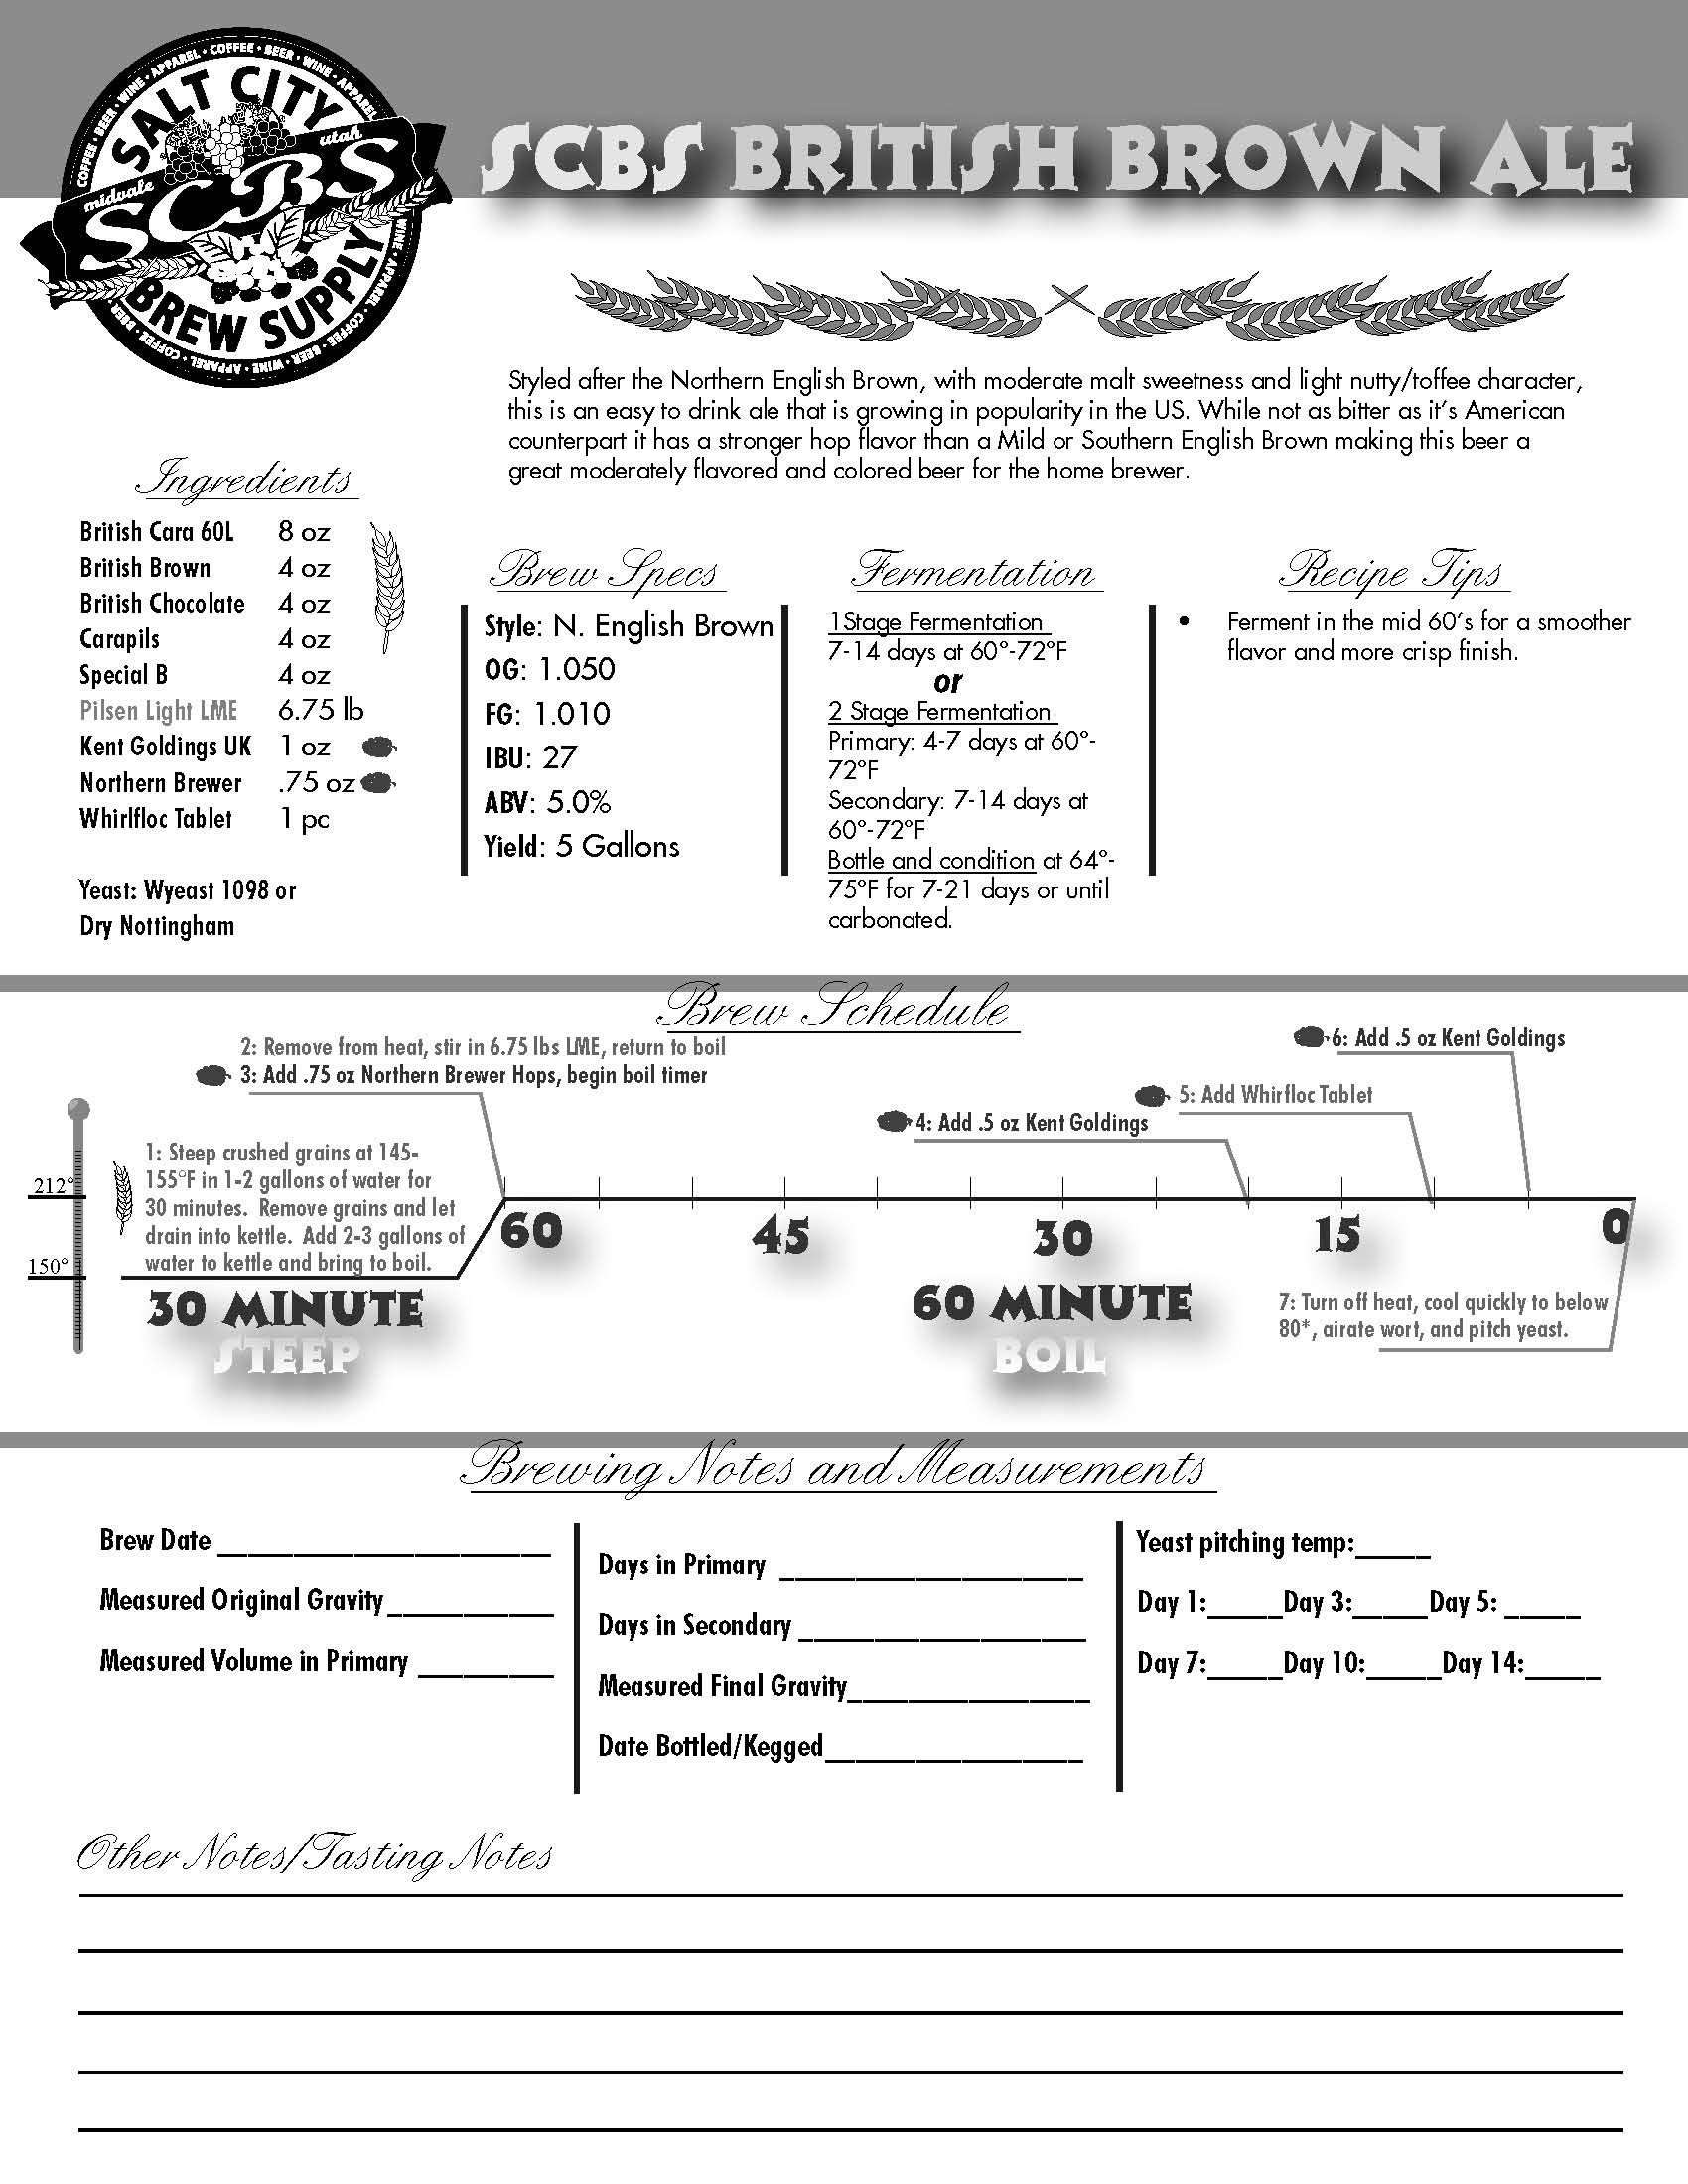 COFFEE • BEER • WINE • APPAREL • COFFEE • BEER • WINE • APPAREL
SALT CITY
midvale
utah
SCBS
BREW SUPPLY
WINE • APPAREL • COFFEE • BEER • WINE • APPAREL • COFFEE • BEER
SCBS BRITISH BROWN ALE
Styled after the Northern English Brown, with moderate malt sweetness and light nutty/toffee character,
this is an easy to drink ale that is growing in popularity in the US. While not as bitter as it’s American
counterpart it has a stronger hop flavor than a Mild or Southern English Brown making this beer a
great moderately flavored and colored beer for the home brewer.
Ingredients
British Cara 60L 8 oz
British Brown 4 oz
British Chocolate 4 oz
Carapils 4 oz
Special B 4 oz
Pilsen Light LME 6.75 lb
Kent Goldings UK 1 oz
Northern Brewer .75 oz
Whirlfloc Tablet 1 pc
Yeast: Wyeast 1098 or
Dry Nottingham
Brew Specs
Style: N. English Brown
OG: 1.050
FG: 1.010
IBU: 27
ABV: 5.0%
Yield: 5 Gallons
Fermentation
1Stage Fermentation
7-14 days at 60°-72°F
or
2 Stage Fermentation
Primary: 4-7 days at 60°-
72°F
Secondary: 7-14 days at
60°-72°F
Bottle and condition at 64°-
75°F for 7-21 days or until
carbonated.
Recipe Tips
• Ferment in the mid 60’s for a smoother
flavor and more crisp finish.
Brew Schedule
2: Remove from heat, stir in 6.75 lbs LME, return to boil
3: Add .75 oz Northern Brewer Hops, begin boil timer
6: Add .5 oz Kent Goldings
5: Add Whirfloc Tablet
4: Add .5 oz Kent Goldings
1: Steep crushed grains at 145-
155°F in 1-2 gallons of water for
30 minutes. Remove grains and let
drain into kettle. Add 2-3 gallons of
water to kettle and bring to boil.
212°
150°
60 45 30 15 0
30 MINUTE
STEEP
60 MINUTE
BOIL
7: Turn off heat, cool quickly to below
80*, airate wort, and pitch yeast.
Brewing Notes and Measurements
Brew Date ______________________
Measured Original Gravity___________
Measured Volume in Primary _________
Days in Primary ____________________
Days in Secondary ___________________
Measured Final Gravity________________
Date Bottled/Kegged_________________
Yeast pitching temp:_____
Day 1:_____Day 3:_____Day 5: _____
Day 7:_____Day 10:_____Day 14:_____
Other Notes/Tasting Notes